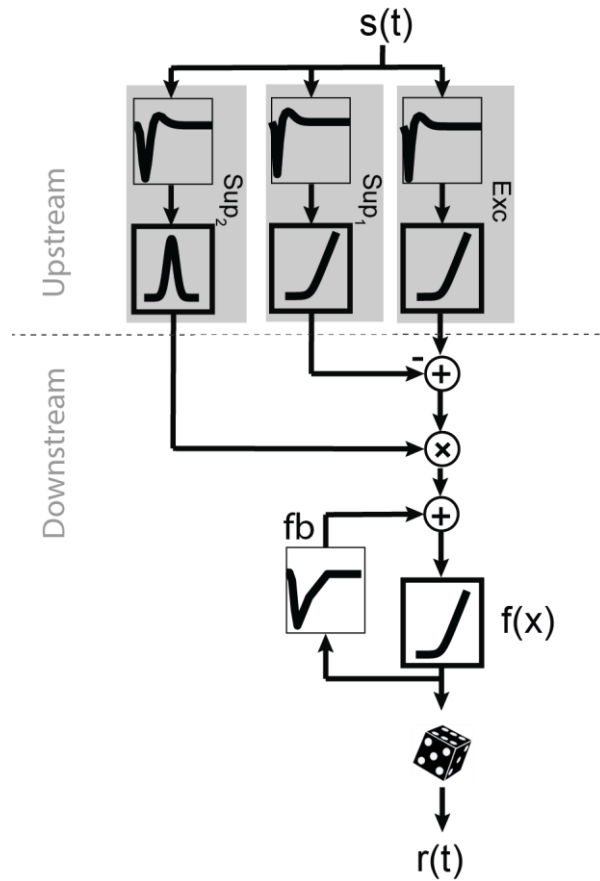 s(t)
Upstream
Sup₂
Sup₁
Exc
-
+
×
Downstream
+
fb
f(x)
r(t)